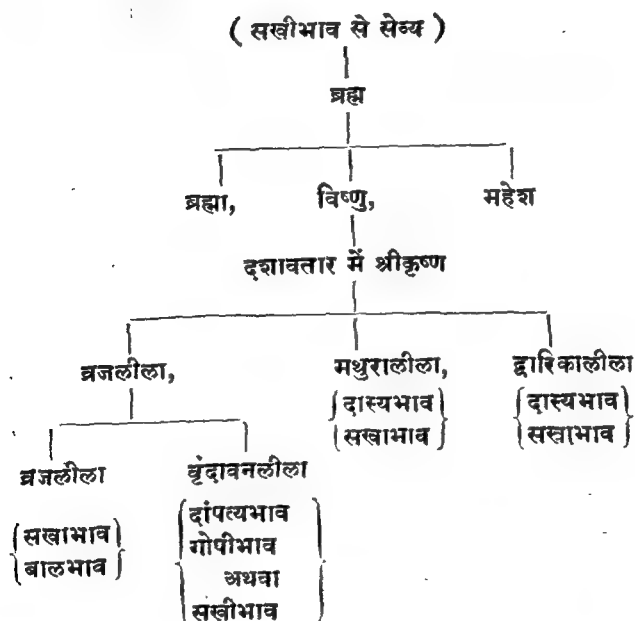 ( सखीभाव से सेव्य )
ब्रह्म
ब्रह्मा, विष्णु, महेश
दशावतार में श्रीकृष्ण
व्रजलीला, मथुरालीला, द्वारिकालीला
दास्यभाव दास्यभाव
सखाभाव सखाभाव
व्रजलीला वृंदावनलीला
सखाभाव दांपत्यभाव
बालभाव गोपीभाव
अथवा
सखीभाव